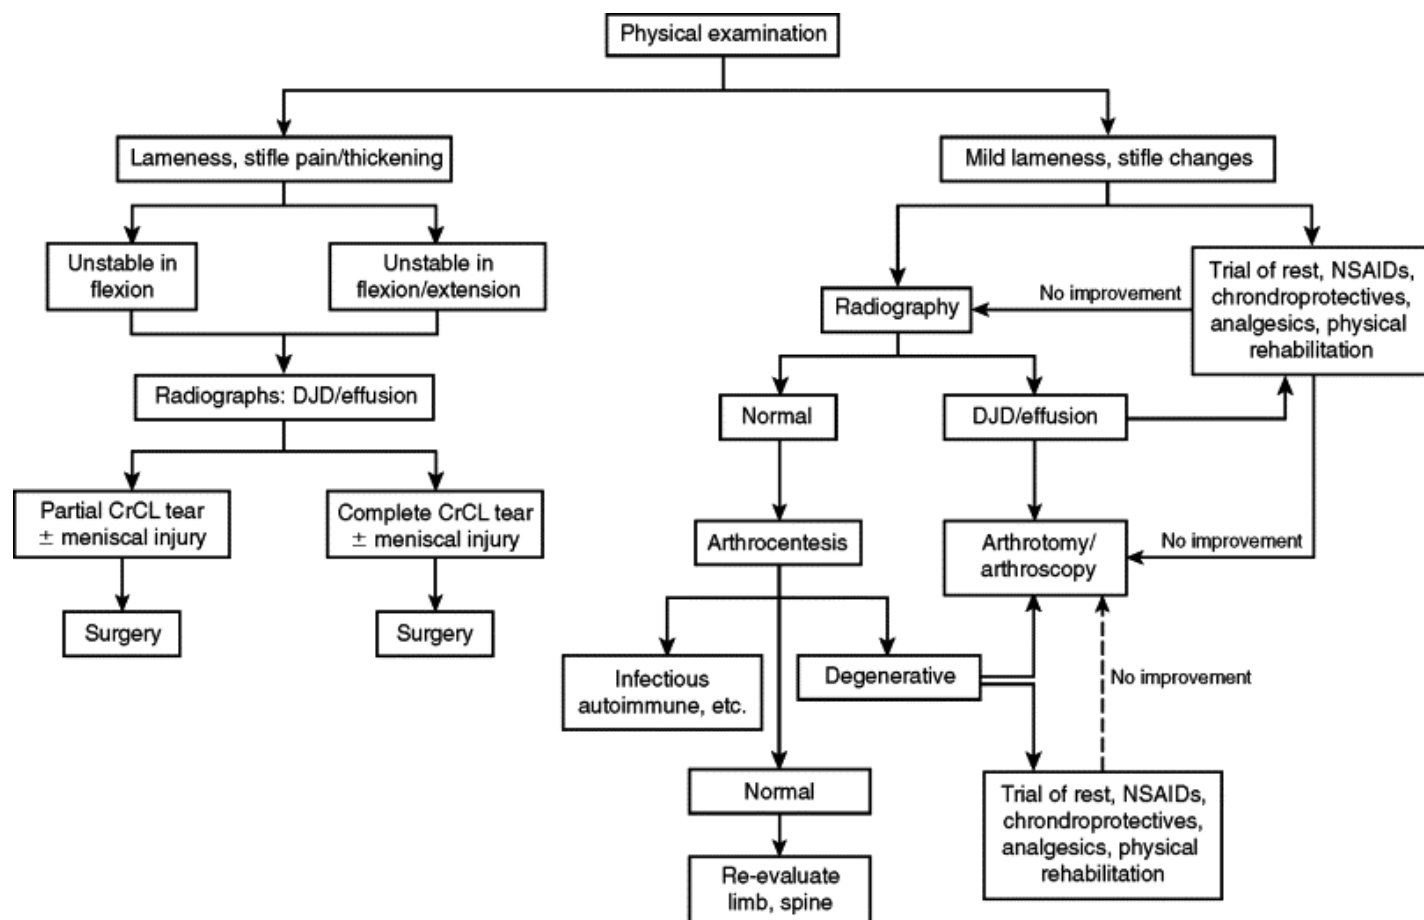 Physical examination
Lameness, stifle pain/thickening
Mild lameness, stifle changes
Unstable in
flexion
Unstable in
flexion/extension
Trial of rest, NSAIDs,
chrondroprotectives,
analgesics, physical
rehabilitation
No improvement
Radiography
Radiographs: DJD/effusion
Normal
DJD/effusion
Partial CrCL tear
± meniscal injury
Complete CrCL tear
± meniscal injury
Arthrocentesis
Arthrotomy/
arthroscopy
No improvement
Surgery
Surgery
Infectious
autoimmune, etc.
Degenerative
No improvement
Normal
Trial of rest, NSAIDs,
chrondroprotectives,
analgesics, physical
rehabilitation
Re-evaluate
limb, spine